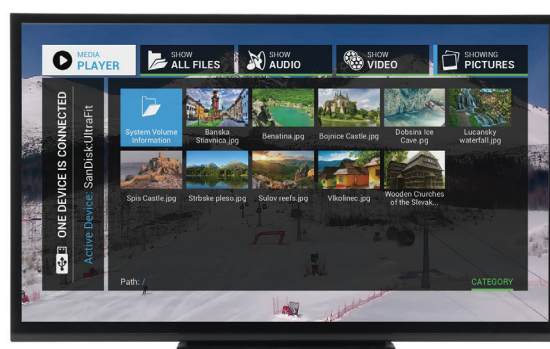 MEDIA
PLAYER
SHOW
ALL FILES
SHOW
AUDIO
SHOW
VIDEO
SHOWING
PICTURES
ONE DEVICE IS CONNECTED
Active Device: SanDisk:UltraFit
System Volume
Information
Banska
Stiavnica.jpg
Benatina.jpg
Bojnice Castle.jpg
Dobsins Ice
Cave.jpg
Lucansky
waterfall.jpg
Spis Castle.jpg
Strbske pleso.jpg
Sulov reefs.jpg
Vlkolinec.jpg
Wooden Churches
of the Slovak...
Path: /
CATEGORY